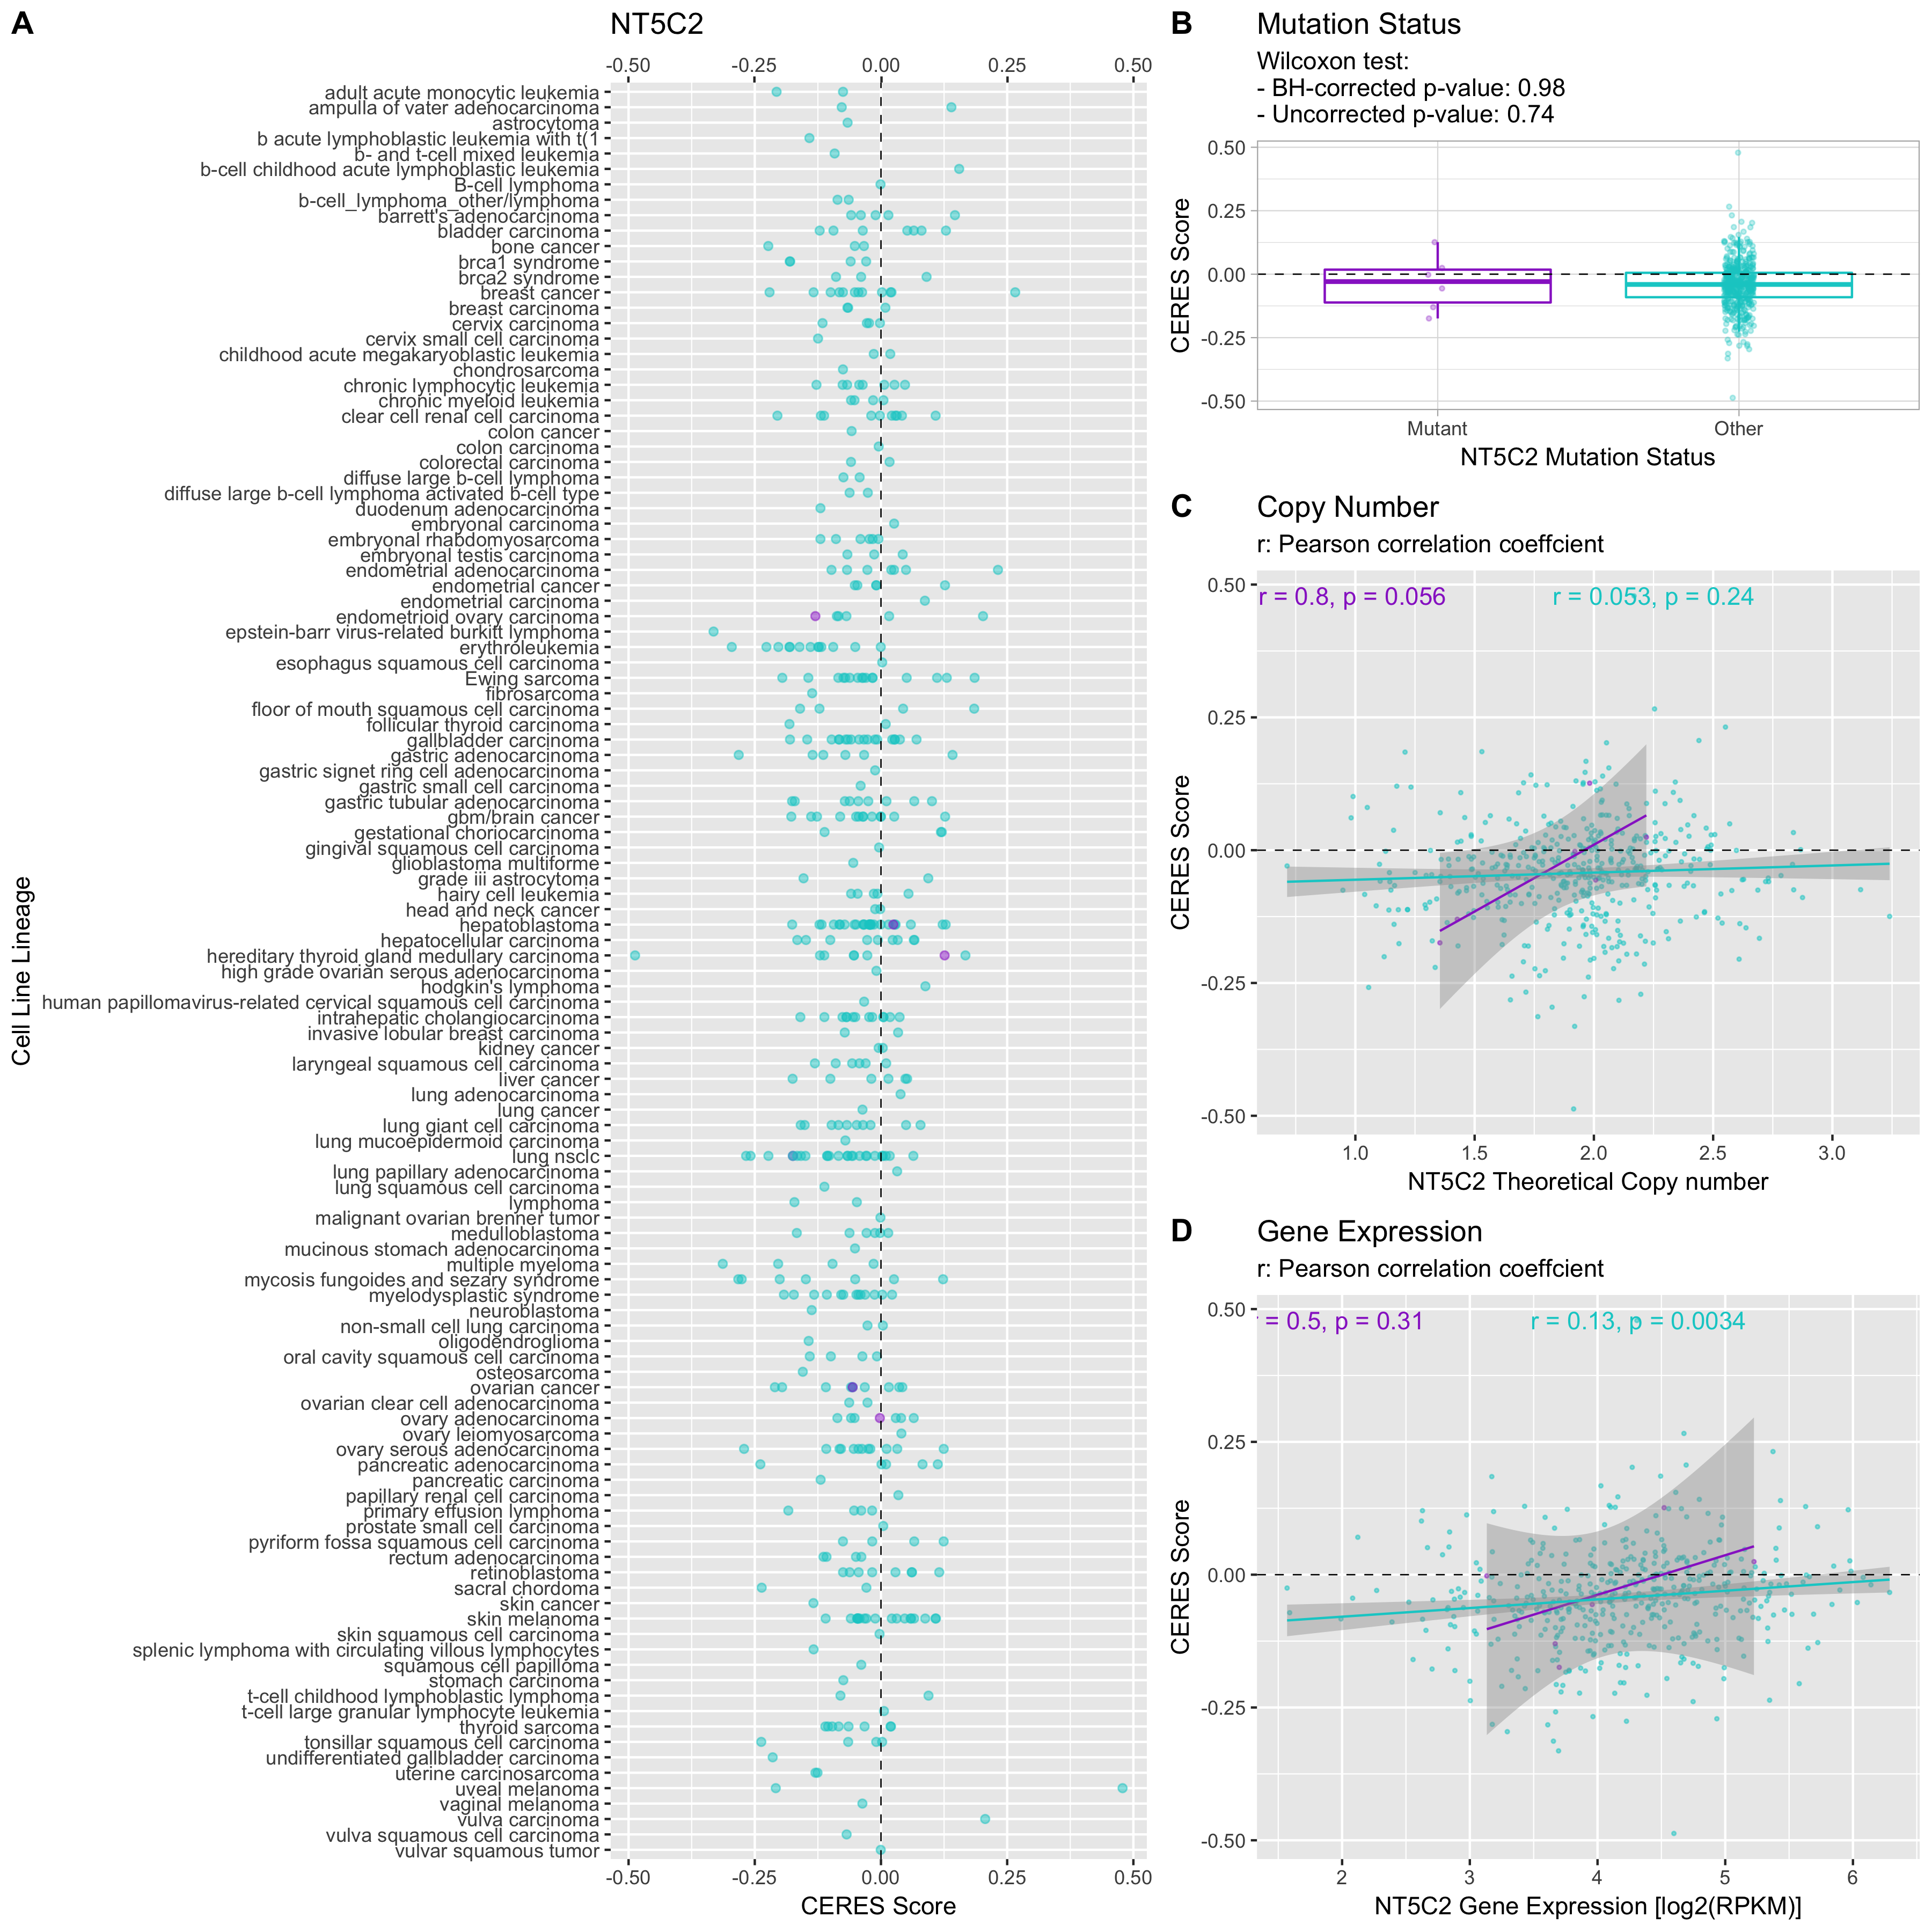 A
NT5C2
-0.50 -0.25 0.00 0.25 0.50
adult acute monocytic leukemia
ampulla of vater adenocarcinoma
astrocytoma
b acute lymphoblastic leukemia with t(1
b- and t-cell mixed leukemia
b-cell childhood acute lymphoblastic leukemia
B-cell lymphoma
b-cell_lymphoma_other/lymphoma
barrett's adenocarcinoma
bladder carcinoma
bone cancer
brca1 syndrome
brca2 syndrome
breast cancer
breast carcinoma
cervix carcinoma
cervix small cell carcinoma
childhood acute megakaryoblastic leukemia
chondrosarcoma
chronic lymphocytic leukemia
chronic myeloid leukemia
clear cell renal cell carcinoma
colon cancer
colon carcinoma
colorectal carcinoma
diffuse large b-cell lymphoma
diffuse large b-cell lymphoma activated b-cell type
duodenum adenocarcinoma
embryonal carcinoma
embryonal rhabdomyosarcoma
embryonal testis carcinoma
endometrial adenocarcinoma
endometrial cancer
endometrial carcinoma
endometrioid ovary carcinoma
epstein-barr virus-related burkitt lymphoma
erythroleukemia
esophagus squamous cell carcinoma
Ewing sarcoma
fibrosarcoma
floor of mouth squamous cell carcinoma
follicular thyroid carcinoma
gallbladder carcinoma
gastric adenocarcinoma
gastric signet ring cell adenocarcinoma
gastric small cell carcinoma
gastric tubular adenocarcinoma
gbm/brain cancer
gestational choriocarcinoma
gingival squamous cell carcinoma
glioblastoma multiforme
grade iii astrocytoma
hairy cell leukemia
head and neck cancer
hepatoblastoma
hepatocellular carcinoma
hereditary thyroid gland medullary carcinoma
high grade ovarian serous adenocarcinoma
hodgkin's lymphoma
human papillomavirus-related cervical squamous cell carcinoma
intrahepatic cholangiocarcinoma
invasive lobular breast carcinoma
kidney cancer
laryngeal squamous cell carcinoma
liver cancer
lung adenocarcinoma
lung cancer
lung giant cell carcinoma
lung mucoepidermoid carcinoma
lung nsclc
lung papillary adenocarcinoma
lung squamous cell carcinoma
lymphoma
malignant ovarian brenner tumor
medulloblastoma
mucinous stomach adenocarcinoma
multiple myeloma
mycosis fungoides and sezary syndrome
myelodysplastic syndrome
neuroblastoma
non-small cell lung carcinoma
oligodendroglioma
oral cavity squamous cell carcinoma
osteosarcoma
ovarian cancer
ovarian clear cell adenocarcinoma
ovary adenocarcinoma
ovary leiomyosarcoma
ovary serous adenocarcinoma
pancreatic adenocarcinoma
pancreatic carcinoma
papillary renal cell carcinoma
primary effusion lymphoma
prostate small cell carcinoma
pyriform fossa squamous cell carcinoma
rectum adenocarcinoma
retinoblastoma
sacral chordoma
skin cancer
skin melanoma
skin squamous cell carcinoma
splenic lymphoma with circulating villous lymphocytes
squamous cell papilloma
stomach carcinoma
t-cell childhood lymphoblastic lymphoma
t-cell large granular lymphocyte leukemia
thyroid sarcoma
tonsillar squamous cell carcinoma
undifferentiated gallbladder carcinoma
uterine carcinosarcoma
uveal melanoma
vaginal melanoma
vulva carcinoma
vulva squamous cell carcinoma
vulvar squamous tumor
-0.50 -0.25 0.00 0.25 0.50
CERES Score
Cell Line Lineage
B
Mutation Status
Wilcoxon test:
- BH-corrected p-value: 0.98
- Uncorrected p-value: 0.74
0.50
0.25
0.00
-0.25
-0.50
CERES Score
Mutant Other
NT5C2 Mutation Status
C
Copy Number
r: Pearson correlation coeffcient
r = 0.8, p = 0.056 r = 0.053, p = 0.24
0.50
0.25
0.00
-0.25
-0.50
CERES Score
1.0 1.5 2.0 2.5 3.0
NT5C2 Theoretical Copy number
D
Gene Expression
r: Pearson correlation coeffcient
= 0.5, p = 0.31 r = 0.13, p = 0.0034
0.50
0.25
0.00
-0.25
-0.50
CERES Score
2 3 4 5 6
NT5C2 Gene Expression [log2(RPKM)]